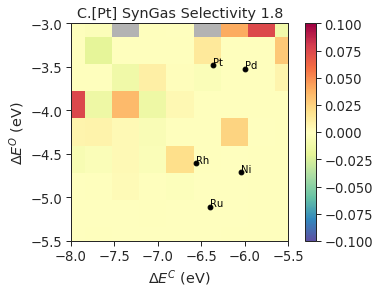 C.[Pt] SynGas Selectivity 1.8
−3.0
−3.5
−4.0
−4.5
−5.0
−5.5
ΔE^O (eV)
Pt
Pd
Rh
Ni
Ru
−8.0 −7.5 −7.0 −6.5 −6.0 −5.5
ΔE^C (eV)
0.100
0.075
0.050
0.025
0.000
−0.025
−0.050
−0.075
−0.100